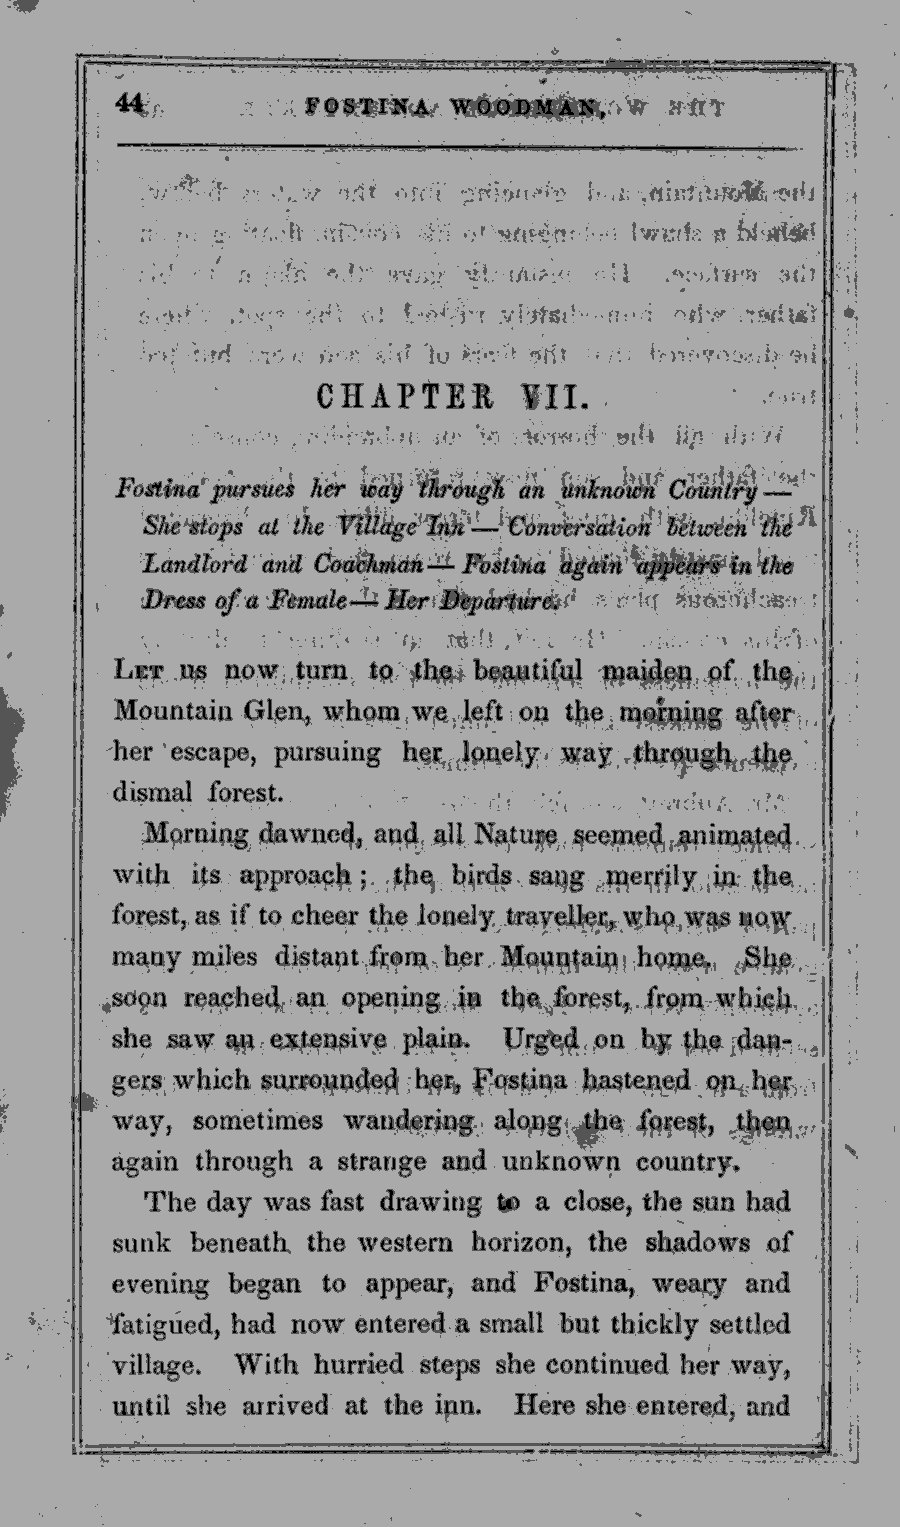 44 FOSTINA WOODMAN,
CHAPTER VII.
Fostina pursues her way through an unknown Country —
She stops at the Village Inn — Conversation between the
Landlord and Coachman — Fostina again appears in the
Dress of a Female — Her Departure.
LET us now turn to the beautiful maiden of the
Mountain Glen, whom we left on the morning after
her escape, pursuing her lonely way through the
dismal forest.
Morning dawned, and all Nature seemed animated
with its approach; the birds sang merrily in the
forest, as if to cheer the lonely traveller, who was now
many miles distant from her Mountain home. She
soon reached an opening in the forest, from which
she saw an extensive plain. Urged on by the dan-
gers which surrounded her, Fostina hastened on her
way, sometimes wandering along the forest, then
again through a strange and unknown country.
The day was fast drawing to a close, the sun had
sunk beneath the western horizon, the shadows of
evening began to appear, and Fostina, weary and
fatigued, had now entered a small but thickly settled
village. With hurried steps she continued her way,
until she arrived at the inn. Here she entered, and